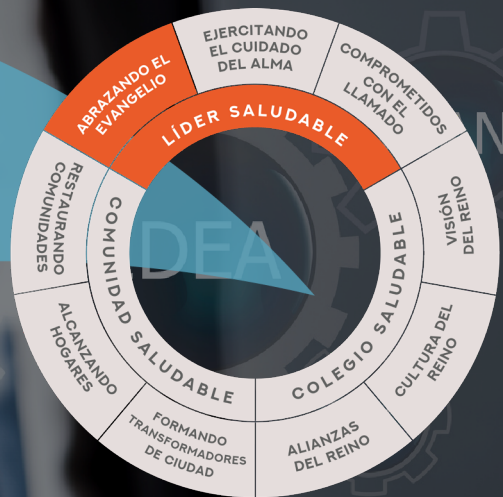 ABRAZANDO EL
EVANGELIO
EJERCITANDO
EL CUIDADO
DEL ALMA
COMPROMETIDOS
CON EL
LLAMADO
LÍDER SALUDABLE
VISIÓN
DEL REINO
CULTURA DEL
REINO
ALIANZAS
DEL REINO
COLEGIO SALUDABLE
FORMANDO
TRANSFORMADORES
DE CIUDAD
ALCANZANDO
HOGARES
RESTAURANDO
COMUNIDADES
COMUNIDAD SALUDABLE
DEA